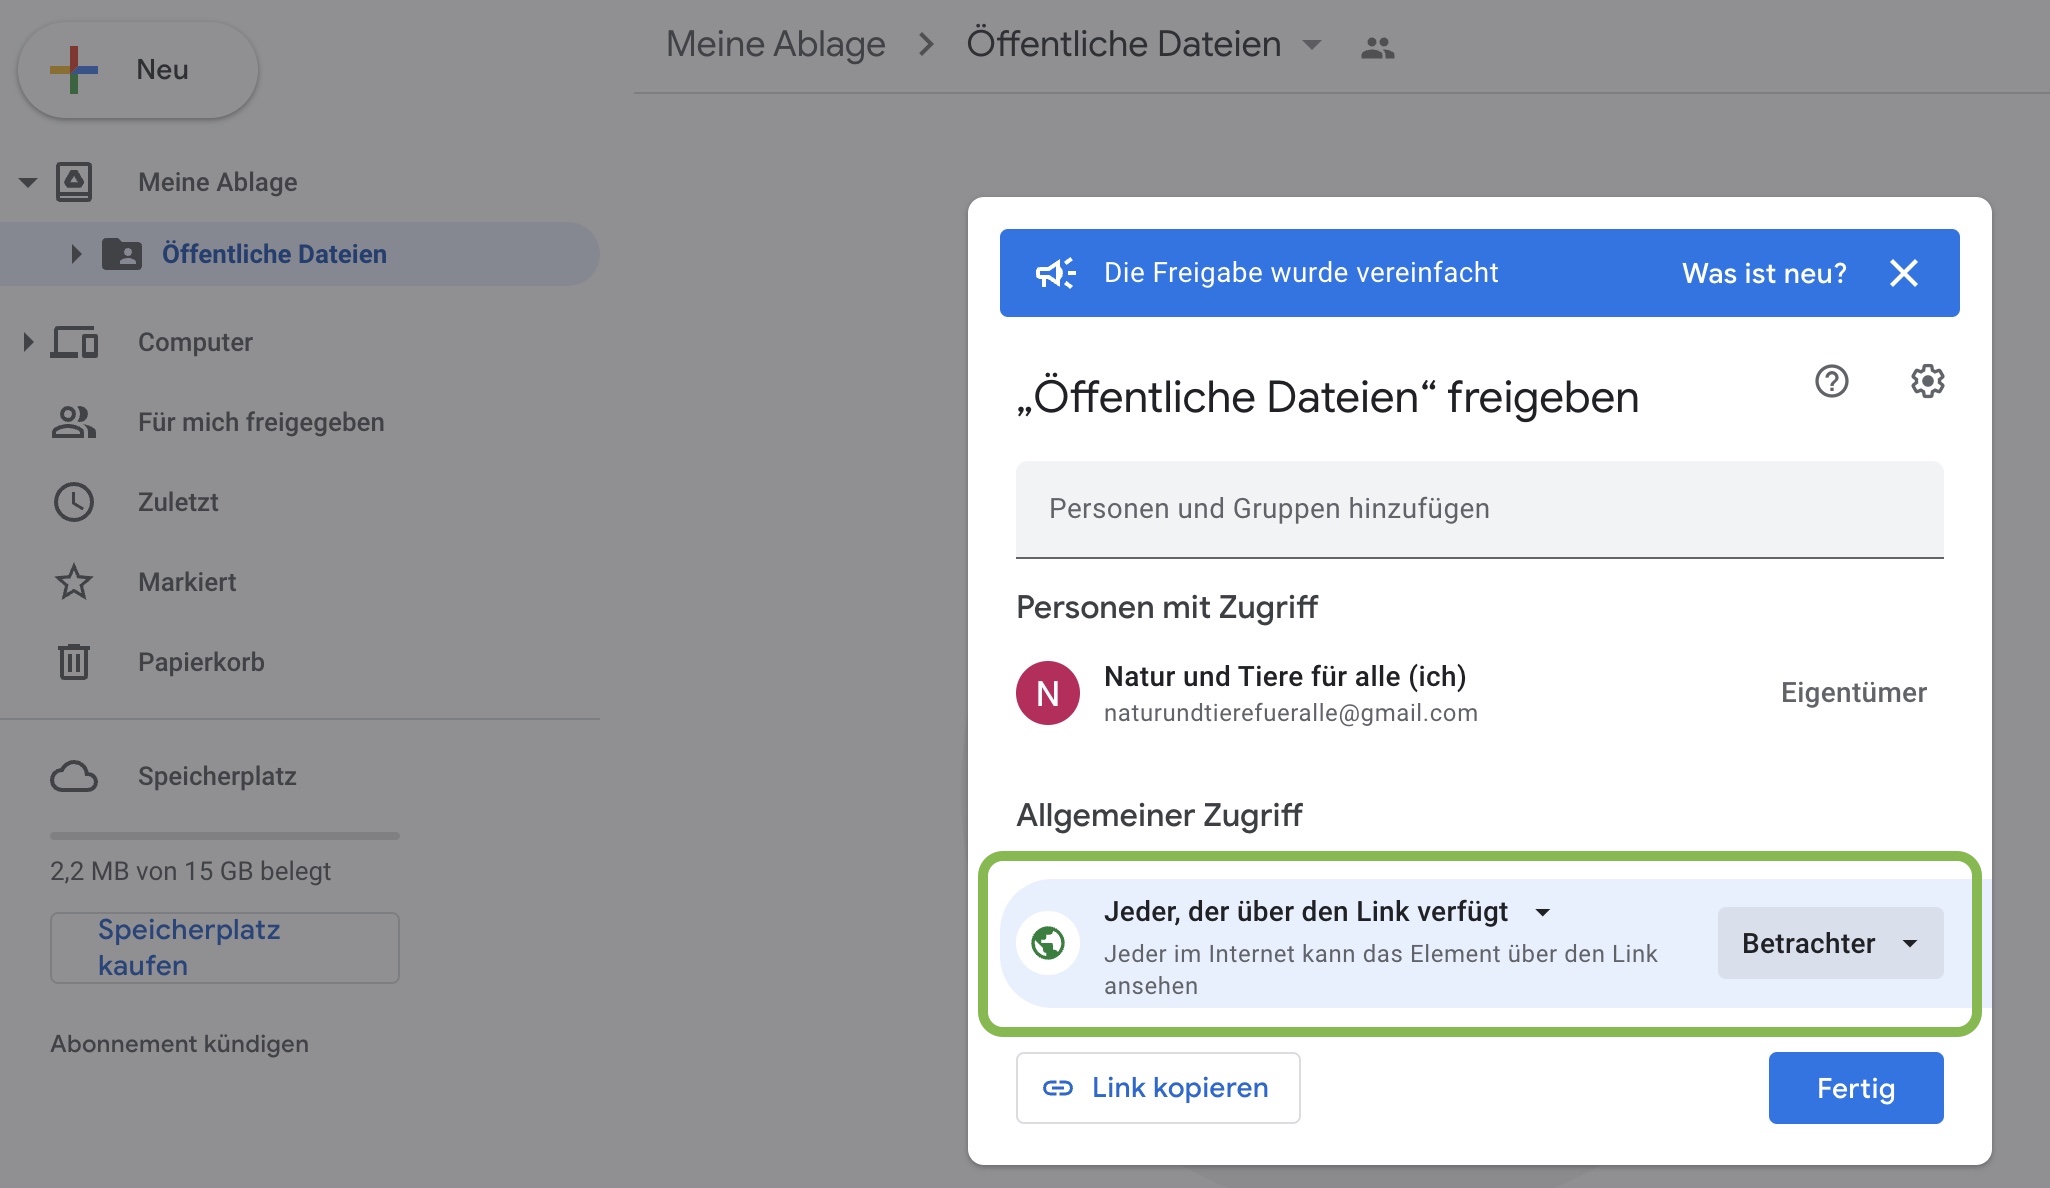 Neu
Meine Ablage
Öffentliche Dateien
Computer
Für mich freigegeben
Zuletzt
Markiert
Papierkorb
Speicherplatz
2,2 MB von 15 GB belegt
Speicherplatz
kaufen
Abonnement kündigen
Meine Ablage > Öffentliche Dateien
Die Freigabe wurde vereinfacht Was ist neu?
„Öffentliche Dateien“ freigeben
Personen und Gruppen hinzufügen
Personen mit Zugriff
N
Natur und Tiere für alle (ich)
naturundtierefueralle@gmail.com
Eigentümer
Allgemeiner Zugriff
Jeder, der über den Link verfügt
Jeder im Internet kann das Element über den Link
ansehen
Betrachter
Link kopieren
Fertig